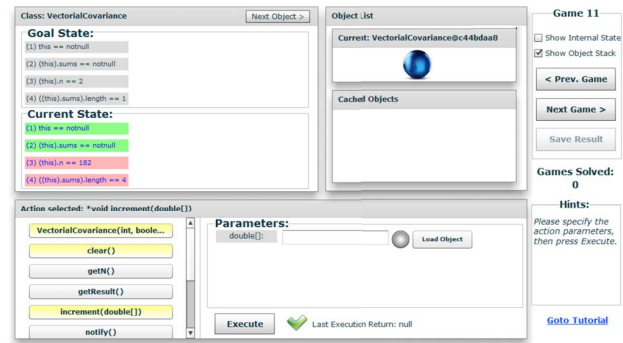 Class: VectorialCovariance
Next Object >
Goal State:
(1) this == notnull
(2) (this).sums == notnull
(3) (this).n == 2
(4) ((this).sums).length == 1
Current State:
(1) this == notnull
(2) (this).sums == notnull
(3) (this).n == 182
(4) ((this).sums).length == 4
Object List
Current: VectorialCovariance@c44bdaa8
Cached Objects
Game 11
Show Internal State
Show Object Stack
< Prev. Game
Next Game >
Save Result
Games Solved:
0
Hints:
Please specify the
action parameters,
then press Execute.
Goto Tutorial
Action selected: *void increment(double[])
VectorialCovariance(int, boole...
clear()
getN()
getResult()
increment(double[])
notify()
Parameters:
double[]:
Load Object
Execute
Last Execution Return: null